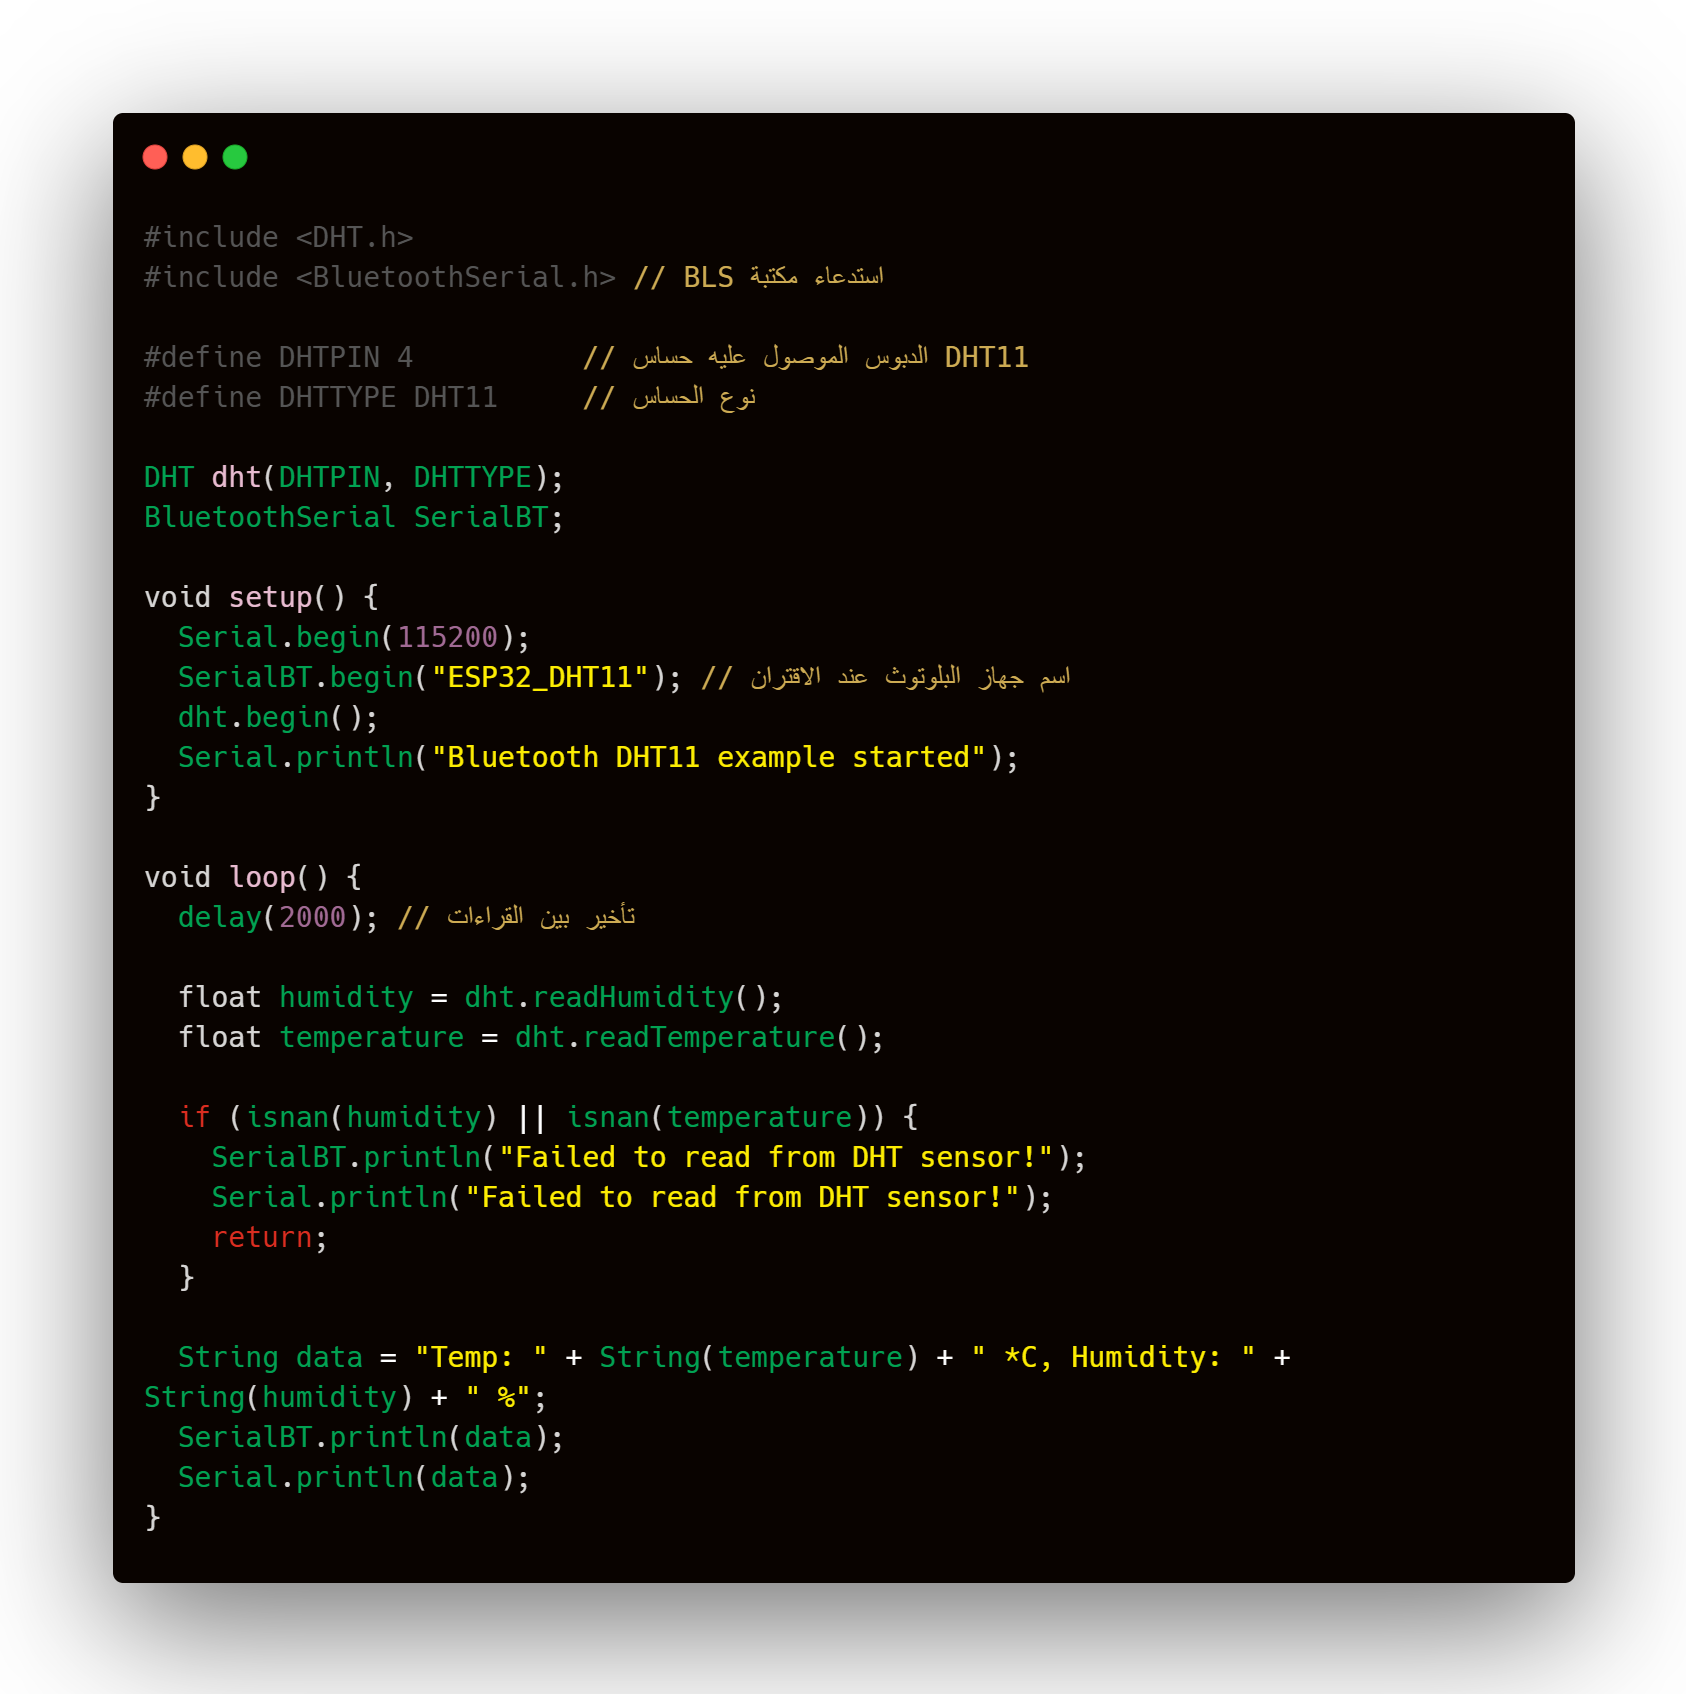 #include <DHT.h>
#include <BluetoothSerial.h> // BLS استدعاء مكتبة
#define DHTPIN 4          // الدبوس الموصول عليه حساس DHT11
#define DHTTYPE DHT11     // نوع الحساس
DHT dht(DHTPIN, DHTTYPE);
BluetoothSerial SerialBT;
void setup() {
  Serial.begin(115200);
  SerialBT.begin("ESP32_DHT11"); // اسم جهاز البلوتوث عند الاقتران
  dht.begin();
  Serial.println("Bluetooth DHT11 example started");
}
void loop() {
  delay(2000); // تأخير بين القراءات
  float humidity = dht.readHumidity();
  float temperature = dht.readTemperature();
  if (isnan(humidity) || isnan(temperature)) {
    SerialBT.println("Failed to read from DHT sensor!");
    Serial.println("Failed to read from DHT sensor!");
    return;
  }
  String data = "Temp: " + String(temperature) + " *C, Humidity: " +
String(humidity) + " %";
  SerialBT.println(data);
  Serial.println(data);
}